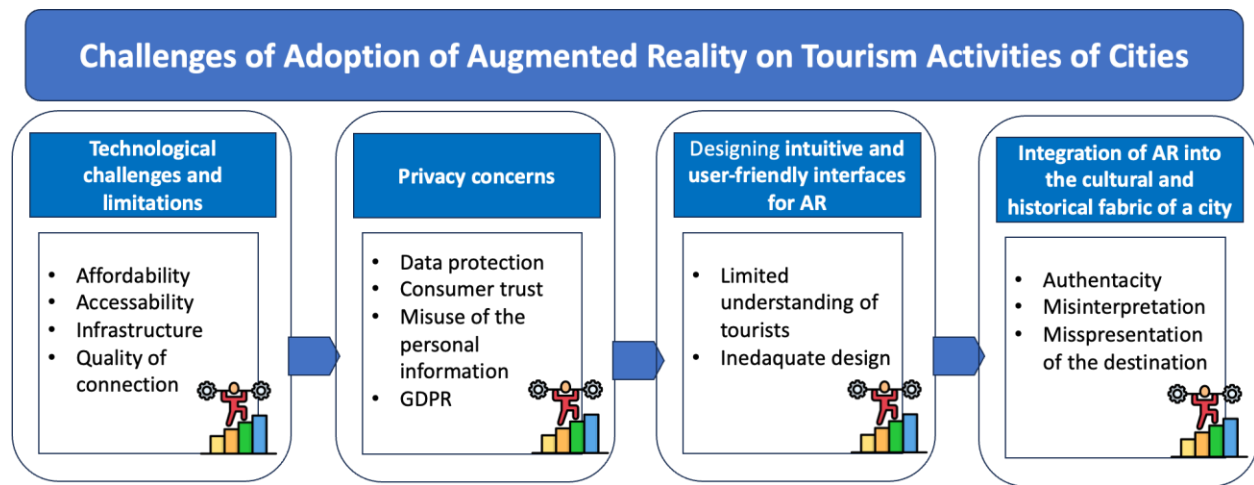 Challenges of Adoption of Augmented Reality on Tourism Activities of Cities
Technological
challenges and
limitations
• Affordability
• Accessability
• Infrastructure
• Quality of
connection
Privacy concerns
• Data protection
• Consumer trust
• Misuse of the
personal
information
• GDPR
Designing intuitive and
user-friendly interfaces
for AR
• Limited
understanding of
tourists
• Inedaquate design
Integration of AR into
the cultural and
historical fabric of a city
• Authentacity
• Misinterpretation
• Misspresentation
of the destination